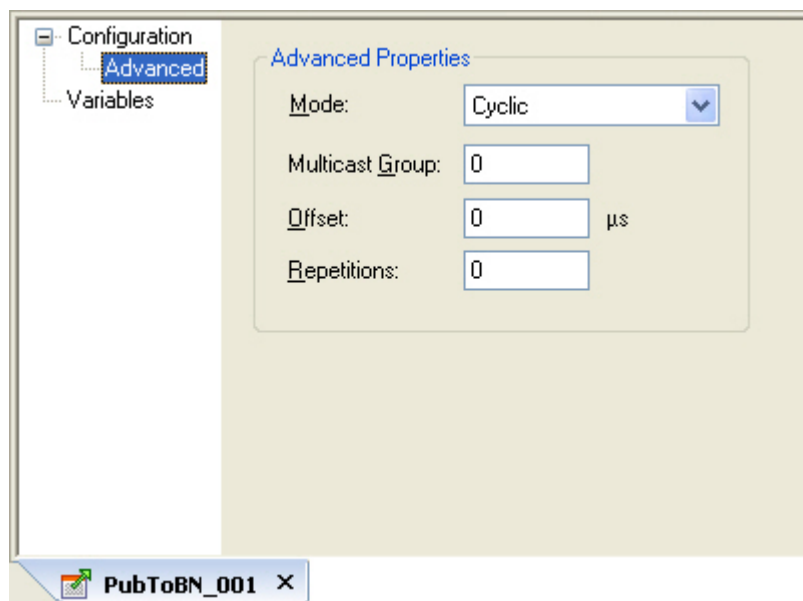 Configuration
Advanced
Variables
Advanced Properties
Mode: Cyclic
Multicast Group: 0
Offset: 0 µs
Repetitions: 0
PubToBN_001 ×